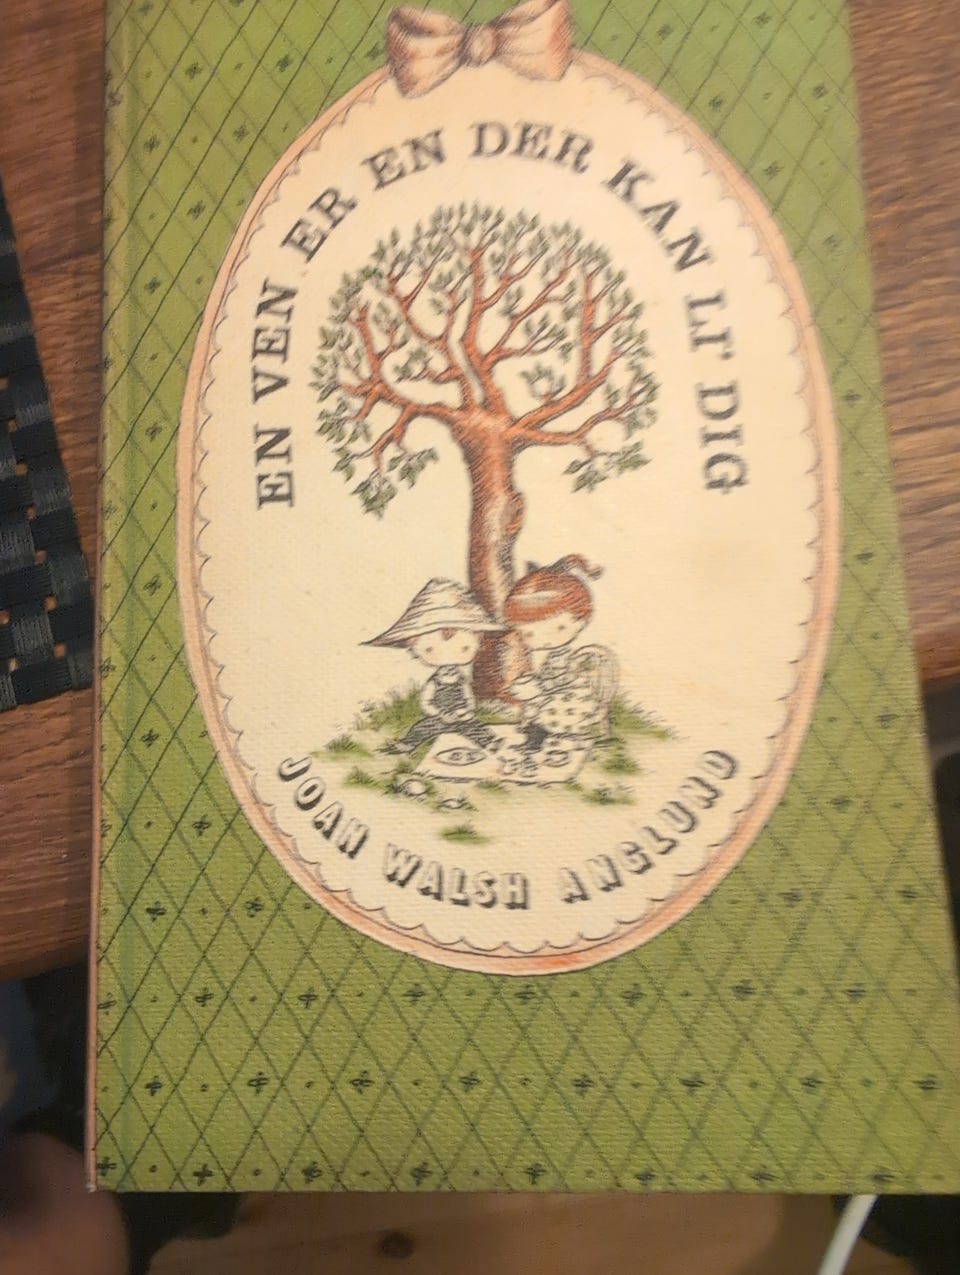 EN VEN ER EN DER KAN LI' DIG
JOAN WALSH ANGLUND